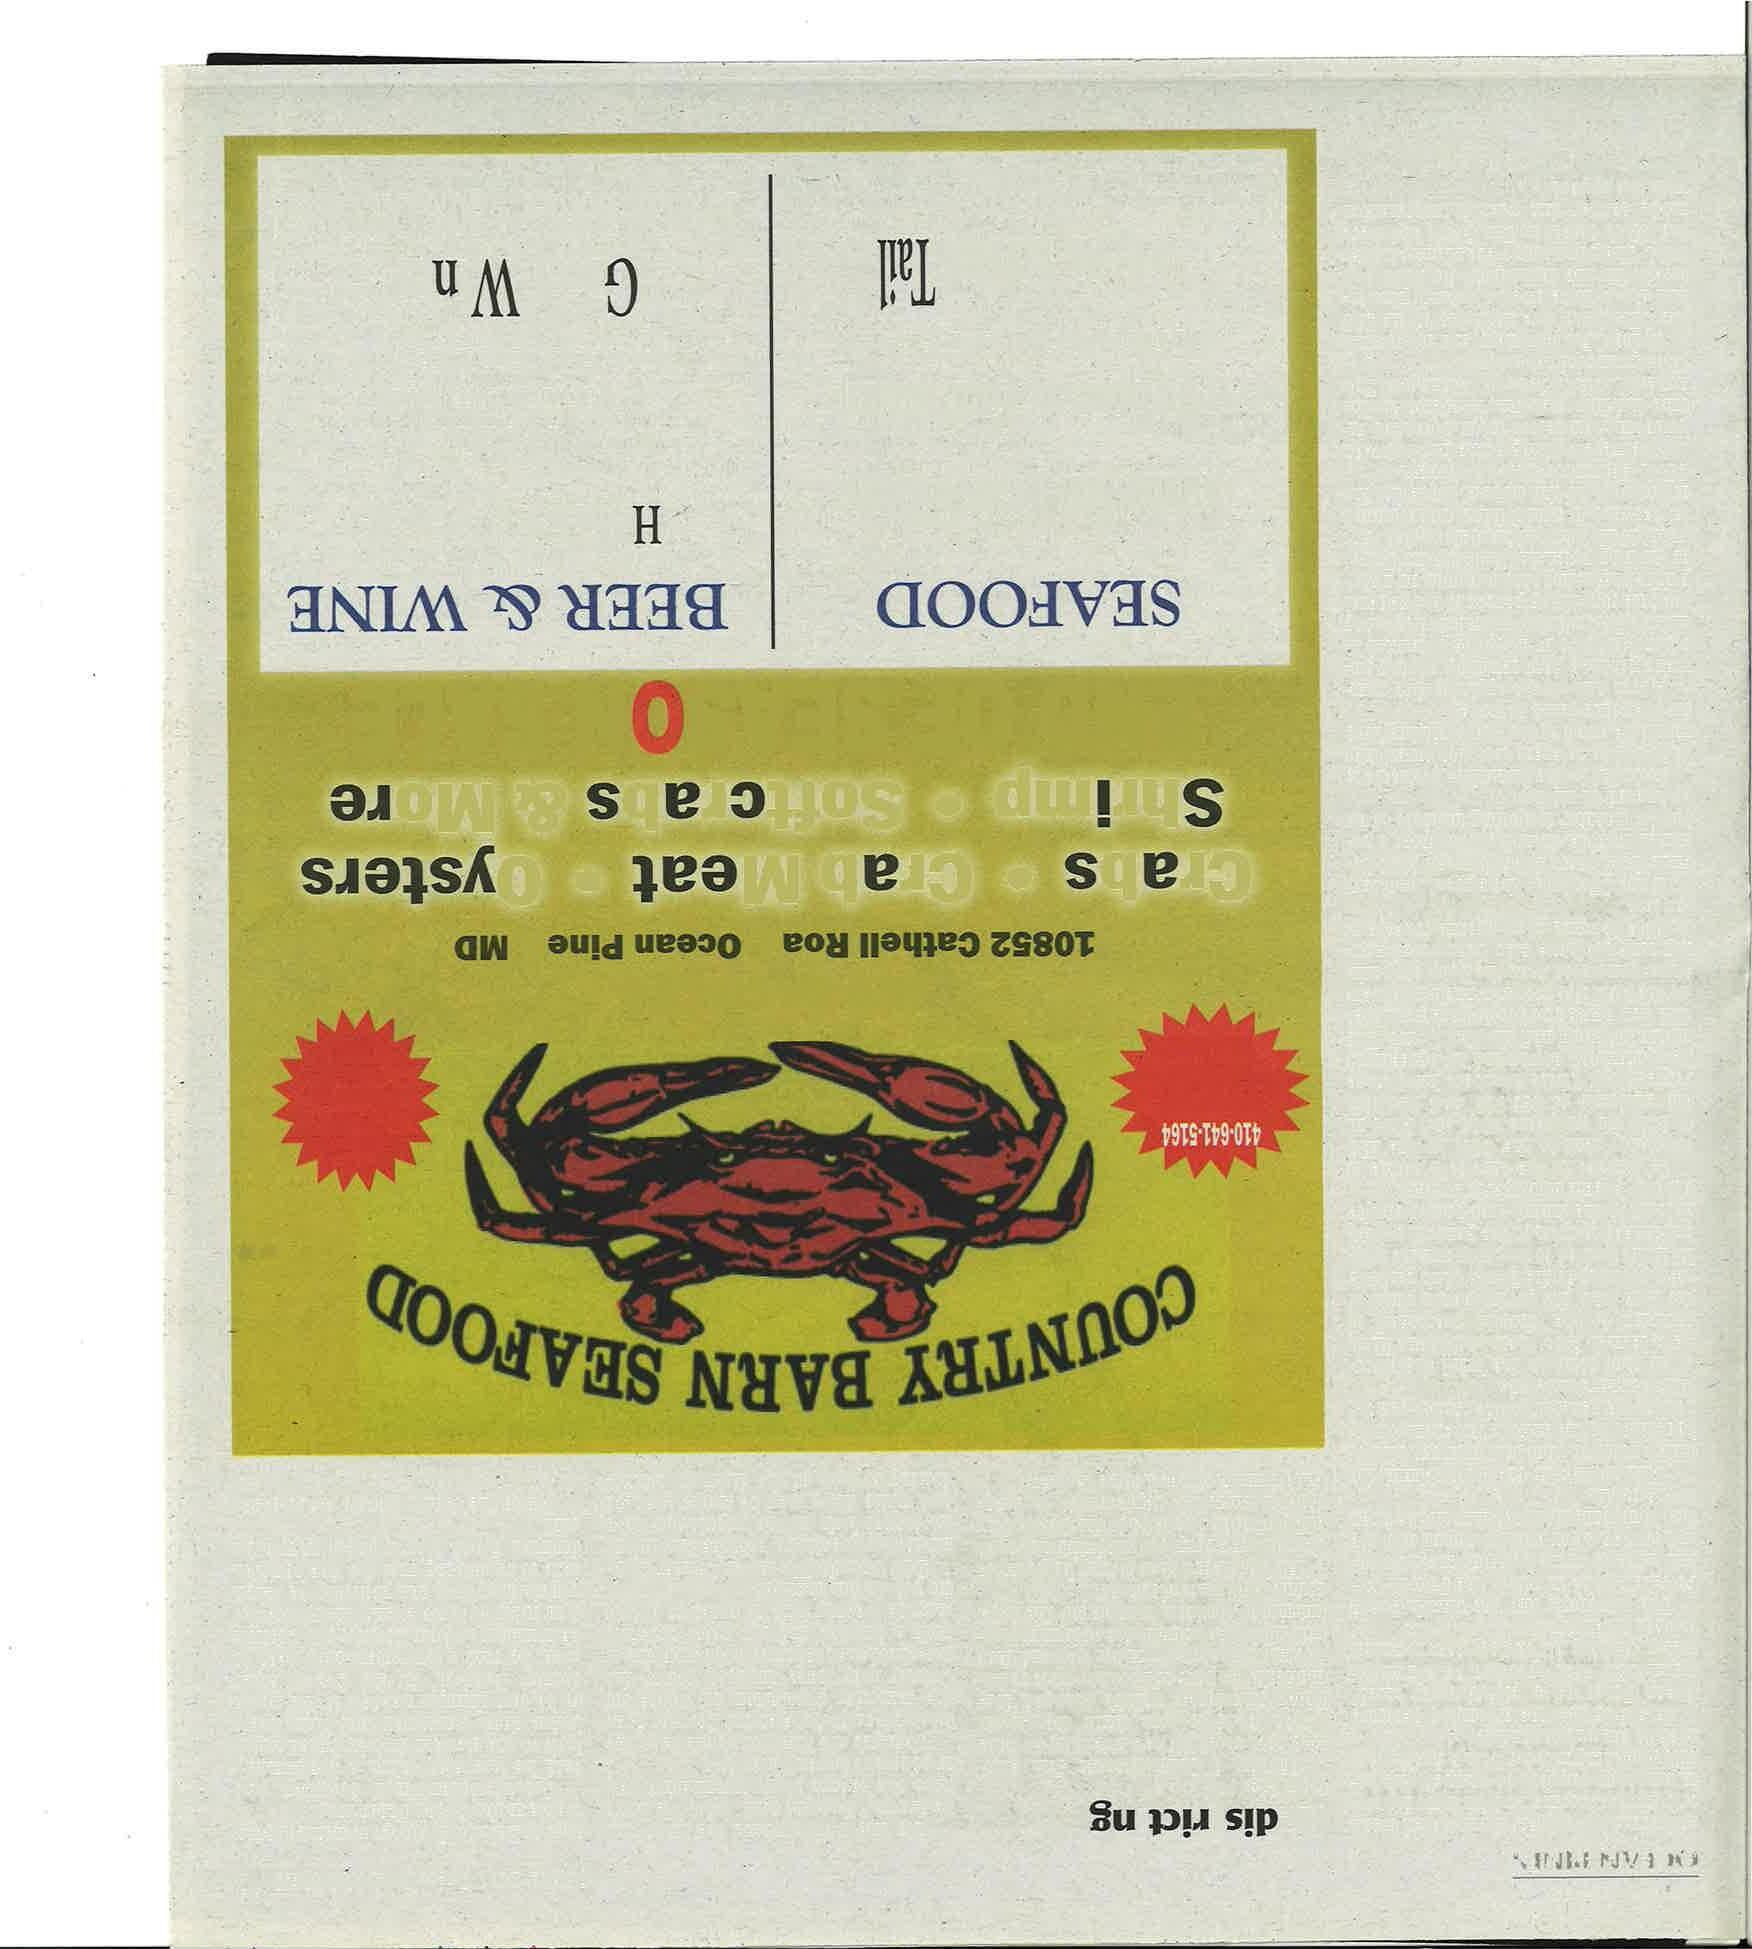 dis rict ng
COUNTRY BARN SEAFOOD
410-641-5164
10852 Cathell Roa Ocean Pine MD
Crabs • Crab Meat • Oysters
Shrimp • Softcrabs & More
O
SEAFOOD
Tail
BEER & WINE
H
G W n